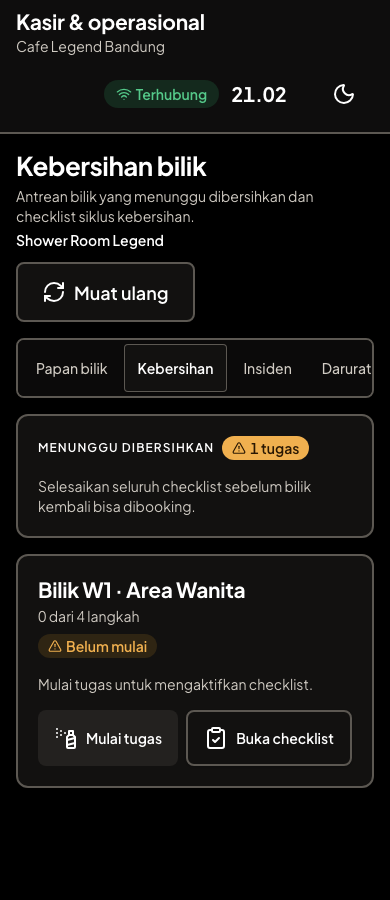 Kasir & operasional
Cafe Legend Bandung
Terhubung
21.02
Kebersihan bilik
Antrean bilik yang menunggu dibersihkan dan
checklist siklus kebersihan.
Shower Room Legend
Muat ulang
Papan bilik
Kebersihan
Insiden
Darurat
MENUNGGU DIBERSIHKAN
1 tugas
Selesaikan seluruh checklist sebelum bilik
kembali bisa dibooking.
Bilik W1 · Area Wanita
0 dari 4 langkah
Belum mulai
Mulai tugas untuk mengaktifkan checklist.
Mulai tugas
Buka checklist